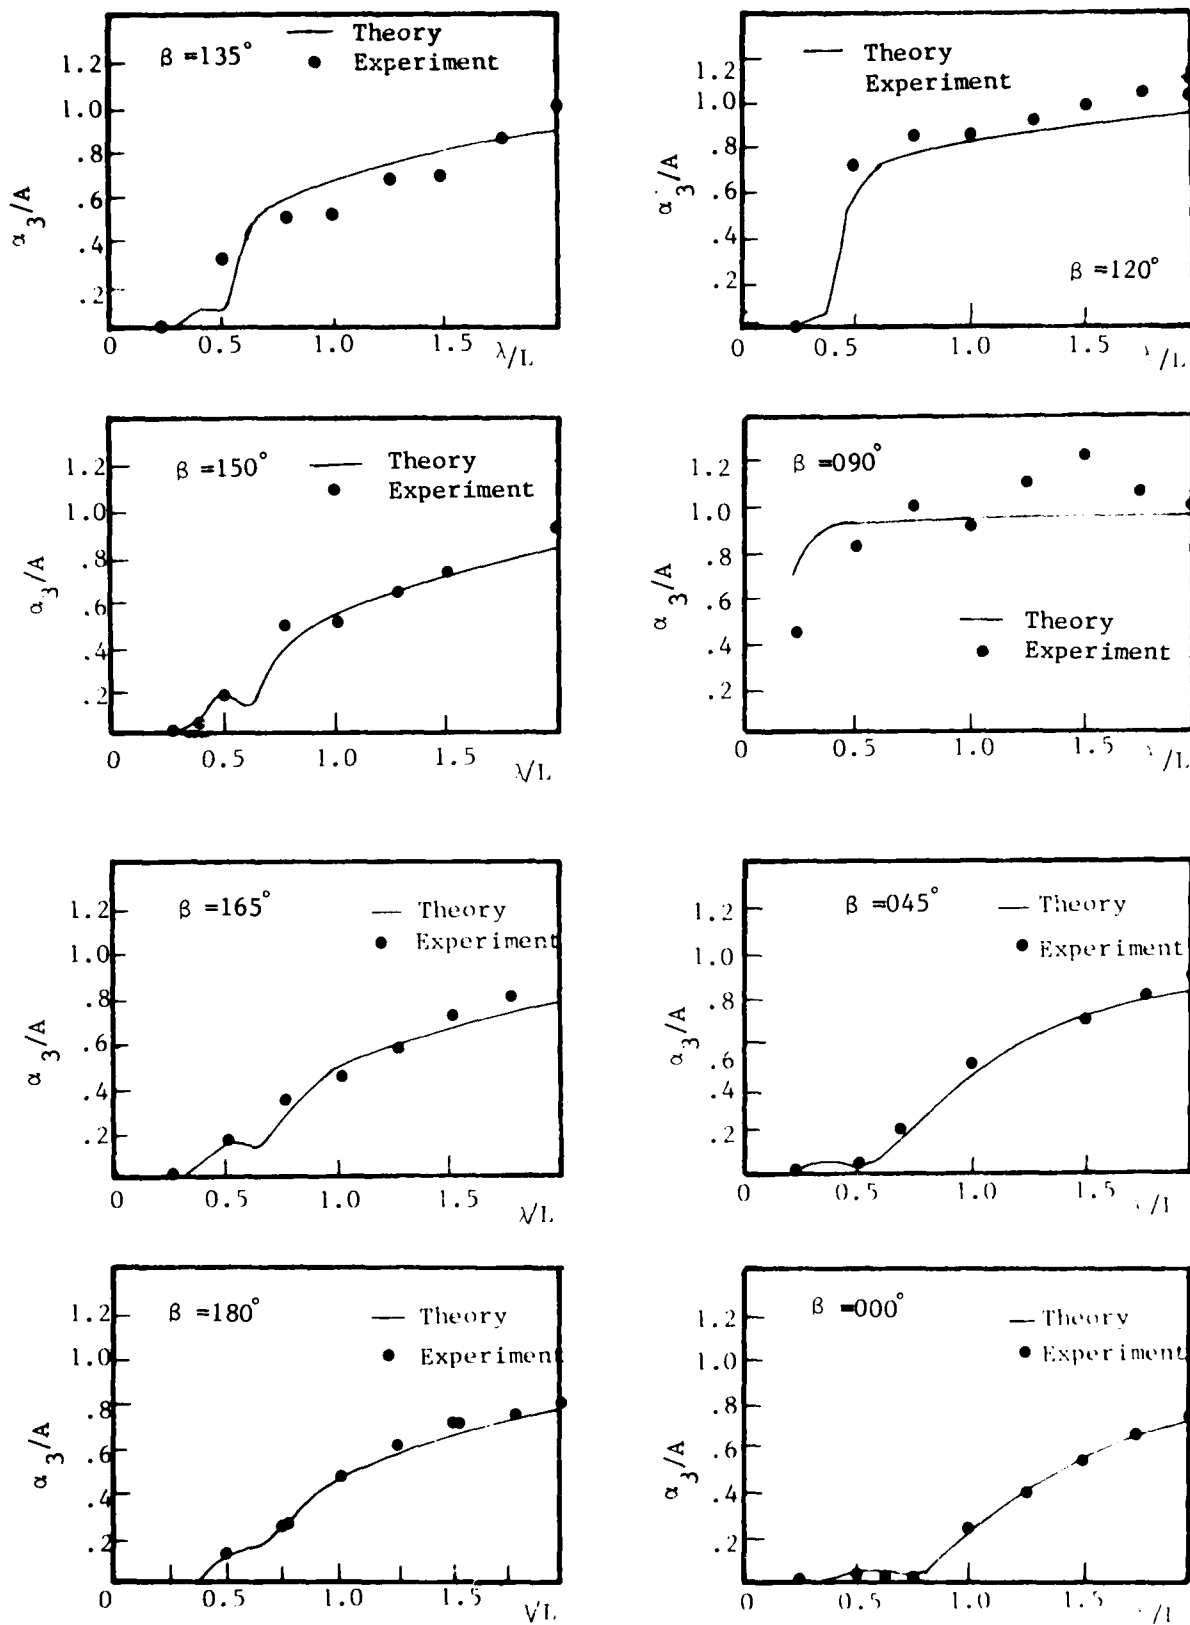 β =135°
Theory
Experiment
1.2
1.0
.8
.6
.4
.2
α₃/A
0 0.5 1.0 1.5 λ/L
Theory
Experiment
1.2
1.0
.8
.6
.4
.2
α₃/A
β =120°
0 0.5 1.0 1.5 /L
β =150°
Theory
Experiment
1.2
1.0
.8
.6
.4
.2
α₃/A
0 0.5 1.0 1.5 λ/L
β =090°
1.2
1.0
.8
.6
.4
.2
α₃/A
Theory
Experiment
0 0.5 1.0 1.5 /L
β =165°
Theory
Experiment
1.2
1.0
.8
.6
.4
.2
α₃/A
0 0.5 1.0 1.5 λ/L
β =045°
Theory
Experiment
1.2
1.0
.8
.6
.4
.2
α₃/A
0 0.5 1.0 1.5
β =180°
Theory
Experiment
1.2
1.0
.8
.6
.4
.2
α₃/A
0 0.5 1.0 1.5 λ/L
β =000°
Theory
Experiment
1.2
1.0
.8
.6
.4
.2
α₃/A
0 0.5 1.0 1.5